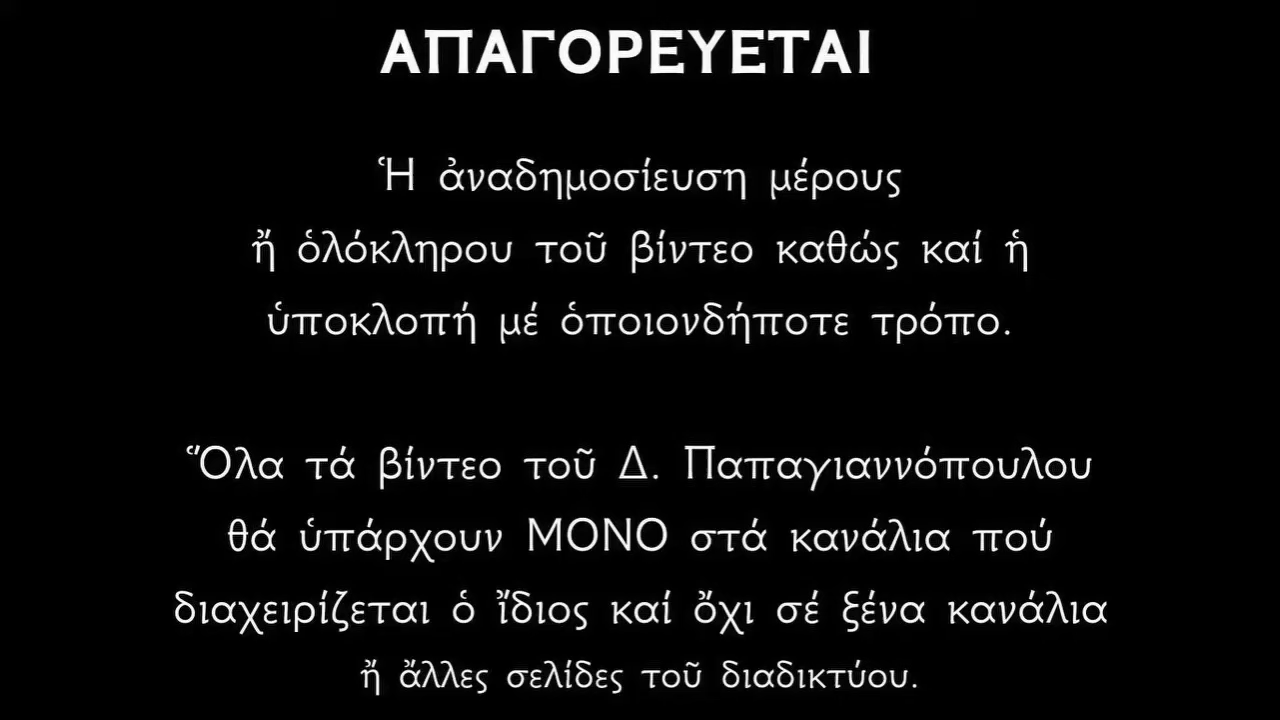 ΑΠΑΓΟΡΕΥΕΤΑΙ
Ἡ ἀναδημοσίευση μέρους
ἤ ὁλόκληρου τοῦ βίντεο καθώς καί ἡ
ὑποκλοπή μέ ὁποιονδήποτε τρόπο.
Ὅλα τά βίντεο τοῦ Δ. Παπαγιαννόπουλου
θά ὑπάρχουν ΜΟΝΟ στά κανάλια πού
διαχειρίζεται ὁ ἴδιος καί ὄχι σέ ξένα κανάλια
ἤ ἄλλες σελίδες τοῦ διαδικτύου.